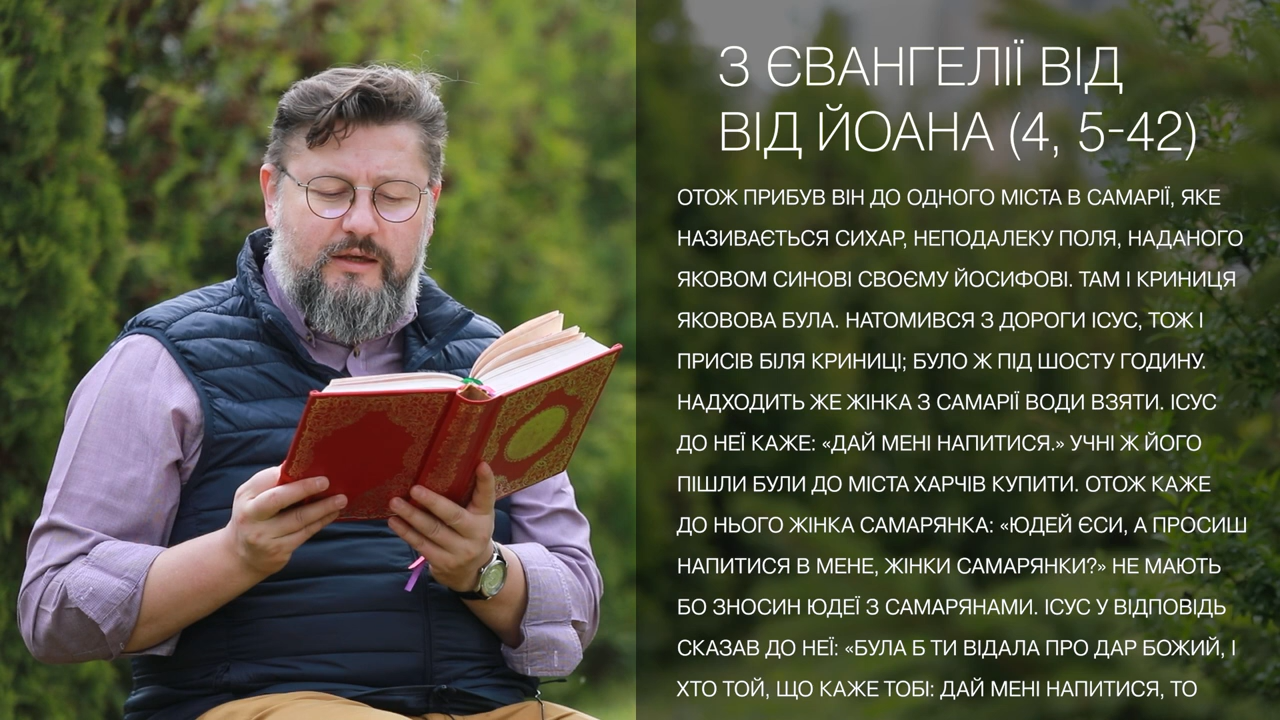 З ЄВАНГЕЛІЇ ВІД
ВІД ЙОАНА (4, 5-42)
ОТОЖ ПРИБУВ ВІН ДО ОДНОГО МІСТА В САМАРІЇ, ЯКЕ
НАЗИВАЄТЬСЯ СИХАР, НЕПОДАЛЕКУ ПОЛЯ, НАДАНОГО
ЯКОВОМ СИНОВІ СВОЄМУ ЙОСИФОВІ. ТАМ І КРИНИЦЯ
ЯКОВОВА БУЛА. НАТОМИВСЯ З ДОРОГИ ІСУС, ТОЖ І
ПРИСІВ БІЛЯ КРИНИЦІ; БУЛО Ж ПІД ШОСТУ ГОДИНУ.
НАДХОДИТЬ ЖЕ ЖІНКА З САМАРІЇ ВОДИ ВЗЯТИ. ІСУС
ДО НЕЇ КАЖЕ: «ДАЙ МЕНІ НАПИТИСЯ.» УЧНІ Ж ЙОГО
ПІШЛИ БУЛИ ДО МІСТА ХАРЧІВ КУПИТИ. ОТОЖ КАЖЕ
ДО НЬОГО ЖІНКА САМАРЯНКА: «ЮДЕЙ ЄСИ, А ПРОСИШ
НАПИТИСЯ В МЕНЕ, ЖІНКИ САМАРЯНКИ?» НЕ МАЮТЬ
БО ЗНОСИН ЮДЕЇ З САМАРЯНАМИ. ІСУС У ВІДПОВІДЬ
СКАЗАВ ДО НЕЇ: «БУЛА Б ТИ ВІДАЛА ПРО ДАР БОЖИЙ, І
ХТО ТОЙ, ЩО КАЖЕ ТОБІ: ДАЙ МЕНІ НАПИТИСЯ, ТО